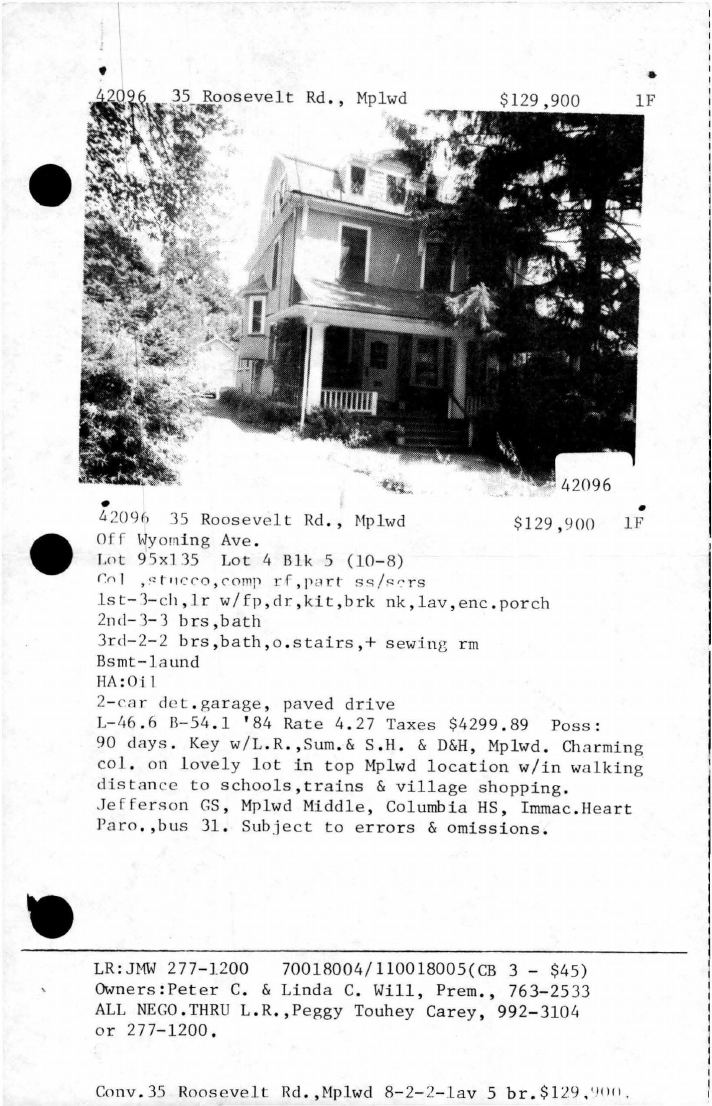 42096 35 Roosevelt Rd., Mplwd $129,900 1F
42096
42096 35 Roosevelt Rd., Mplwd $129,900 1F
Off Wyoming Ave.
Lot 95x135 Lot 4 Blk 5 (10-8)
Col ,stucco,comp rf,part ss/scrs
1st-3-ch,lr w/fp,dr,kit,brk nk,lav,enc.porch
2nd-3-3 brs,bath
3rd-2-2 brs,bath,o.stairs,+ sewing rm
Bsmt-laund
HA:Oil
2-car det.garage, paved drive
L-46.6 B-54.1 '84 Rate 4.27 Taxes $4299.89 Poss:
90 days. Key w/L.R.,Sum.& S.H. & D&H, Mplwd. Charming
col. on lovely lot in top Mplwd location w/in walking
distance to schools,trains & village shopping.
Jefferson GS, Mplwd Middle, Columbia HS, Immac.Heart
Paro.,bus 31. Subject to errors & omissions.
LR:JMW 277-1200 70018004/110018005(CB 3 - $45)
Owners:Peter C. & Linda C. Will, Prem., 763-2533
ALL NEGO.THRU L.R.,Peggy Touhey Carey, 992-3104
or 277-1200.
Conv.35 Roosevelt Rd.,Mplwd 8-2-2-lav 5 br.$129,900.